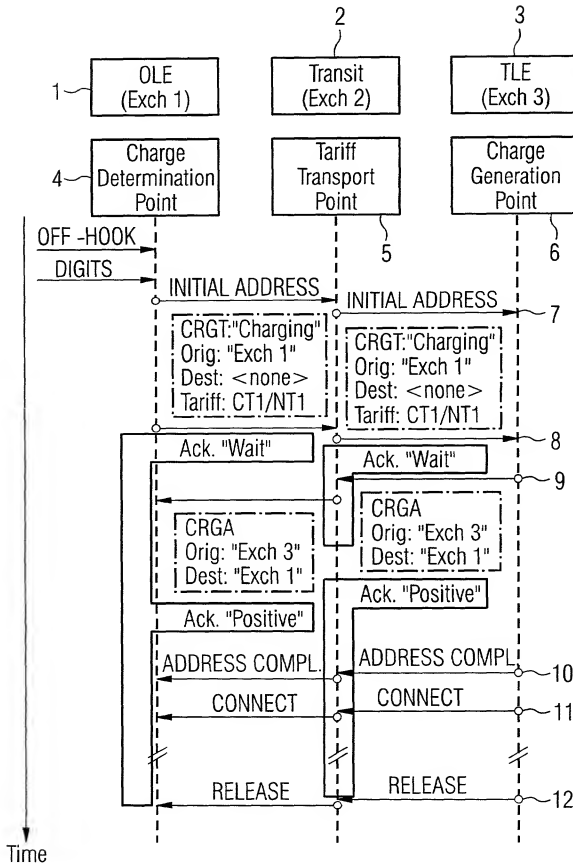 2
3
1
OLE
(Exch 1)
Transit
(Exch 2)
TLE
(Exch 3)
4
Charge
Determination
Point
Tariff
Transport
Point
Charge
Generation
Point
5
6
OFF -HOOK
DIGITS
INITIAL ADDRESS
INITIAL ADDRESS
7
CRGT:"Charging"
Orig: "Exch 1"
Dest: <none>
Tariff: CT1/NT1
CRGT:"Charging"
Orig: "Exch 1"
Dest: <none>
Tariff: CT1/NT1
8
Ack. "Wait"
Ack. "Wait"
9
CRGA
Orig: "Exch 3"
Dest: "Exch 1"
CRGA
Orig: "Exch 3"
Dest: "Exch 1"
Ack. "Positive"
Ack. "Positive"
ADDRESS COMPL.
ADDRESS COMPL.
10
CONNECT
CONNECT
11
RELEASE
RELEASE
12
Time